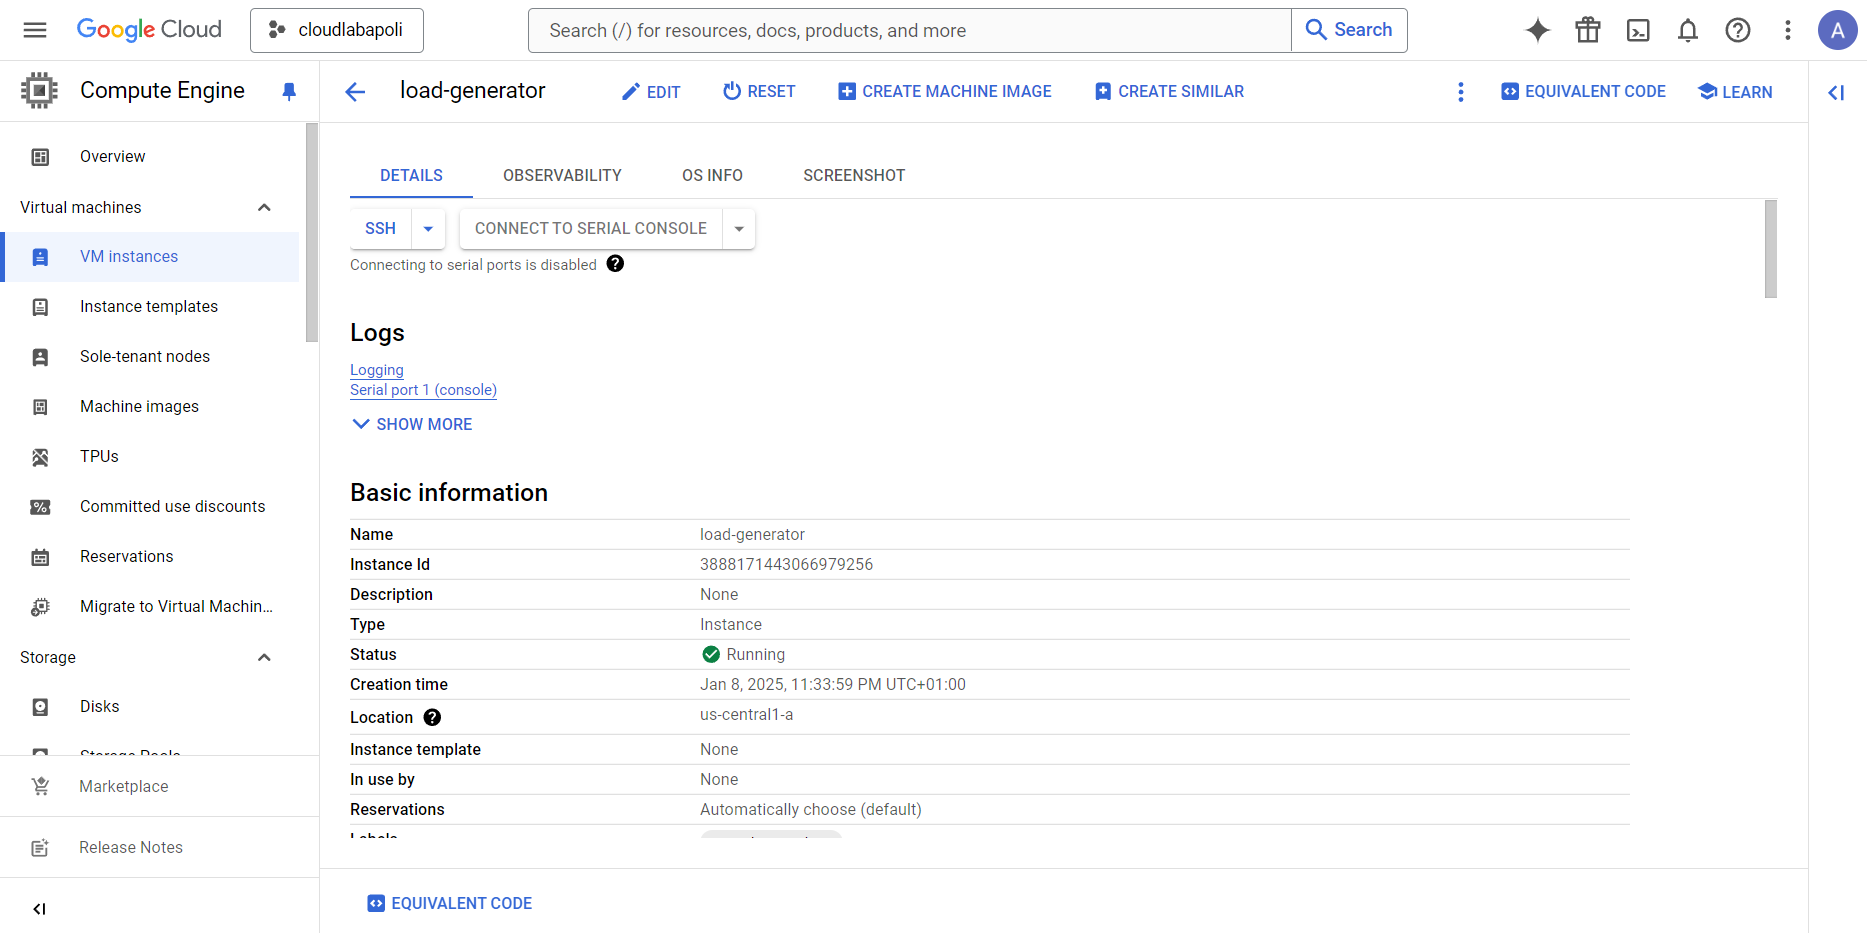 Google Cloud
cloudlabapoli
Search (/) for resources, docs, products, and more
Search
A
Compute Engine
load-generator
EDIT
RESET
CREATE MACHINE IMAGE
CREATE SIMILAR
EQUIVALENT CODE
LEARN
Overview
Virtual machines
VM instances
Instance templates
Sole-tenant nodes
Machine images
TPUs
Committed use discounts
Reservations
Migrate to Virtual Machin...
Storage
Disks
Storage Pools
Marketplace
Release Notes
DETAILS
OBSERVABILITY
OS INFO
SCREENSHOT
SSH
CONNECT TO SERIAL CONSOLE
Connecting to serial ports is disabled
Logs
Logging
Serial port 1 (console)
SHOW MORE
Basic information
Name load-generator
Instance Id 3888171443066979256
Description None
Type Instance
Status Running
Creation time Jan 8, 2025, 11:33:59 PM UTC+01:00
Location us-central1-a
Instance template None
In use by None
Reservations Automatically choose (default)
Labels
EQUIVALENT CODE